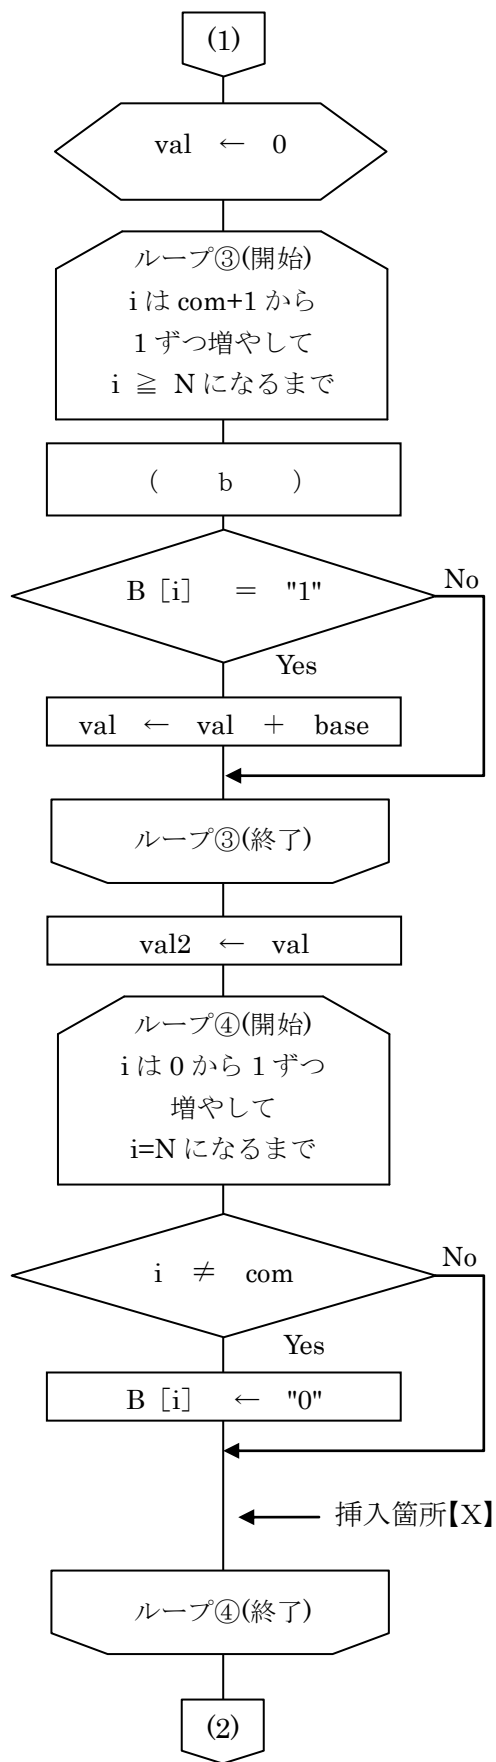 (1)
val ← 0
ループ③(開始)
i は com+1 から
1 ずつ増やして
i ≧ N になるまで
( b )
B [i] = "1"
No
Yes
val ← val + base
ループ③(終了)
val2 ← val
ループ④(開始)
i は 0 から 1 ずつ
増やして
i=N になるまで
i ≠ com
No
Yes
B [i] ← "0"
挿入箇所【X】
ループ④(終了)
(2)